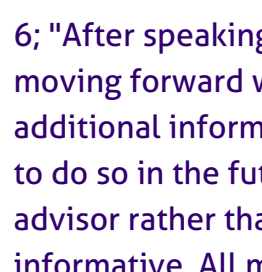 6; "After speaking
moving forward
additional inform
to do so in the fu
advisor rather tha
informative. All